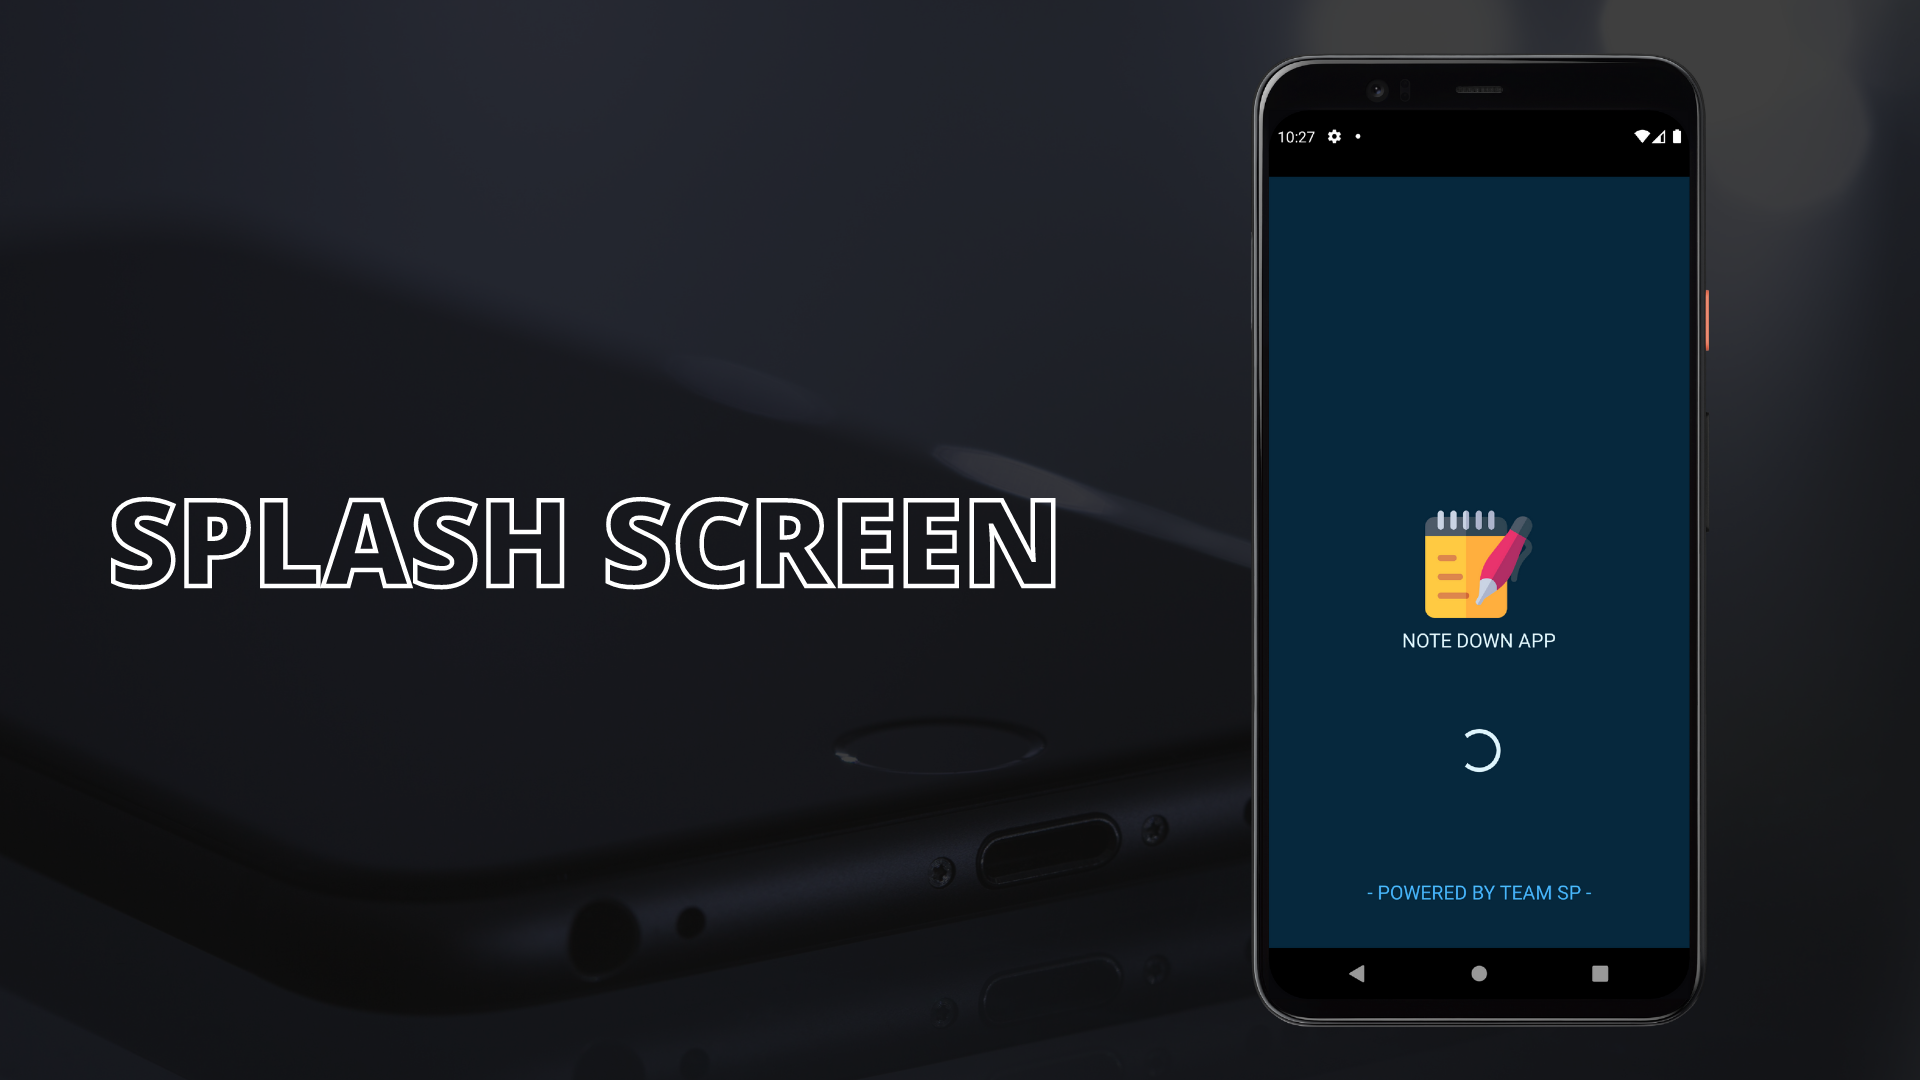 SPLASH SCREEN
10:27
NOTE DOWN APP
- POWERED BY TEAM SP -